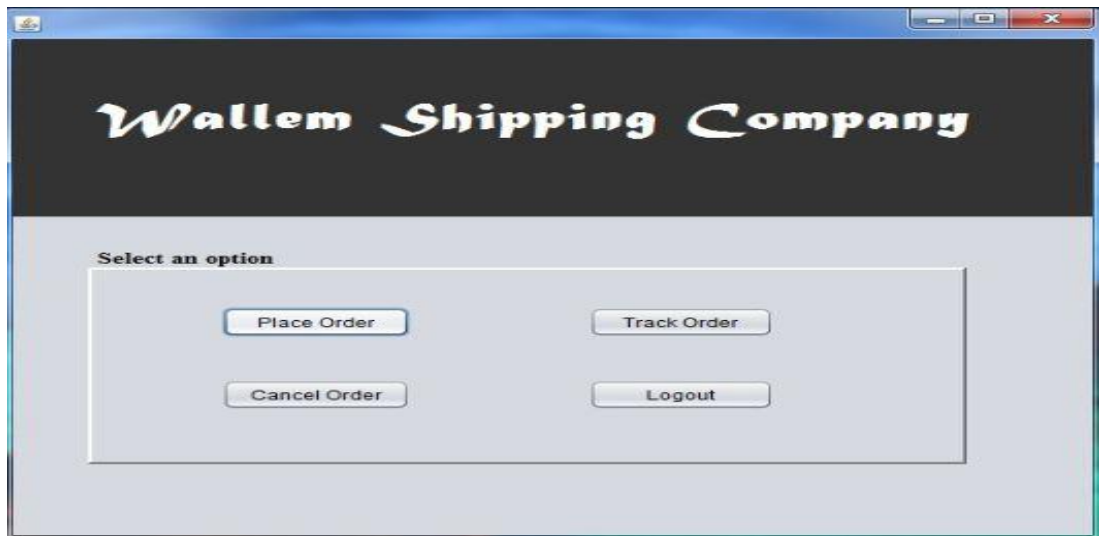 Wallem Shipping Company
Select an option
Place Order Track Order
Cancel Order Logout